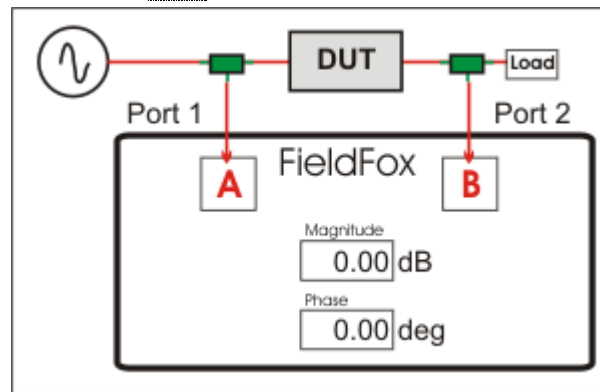 DUT
Load
Port 1
Port 2
FieldFox
A
B
Magnitude
0.00 dB
Phase
0.00 deg